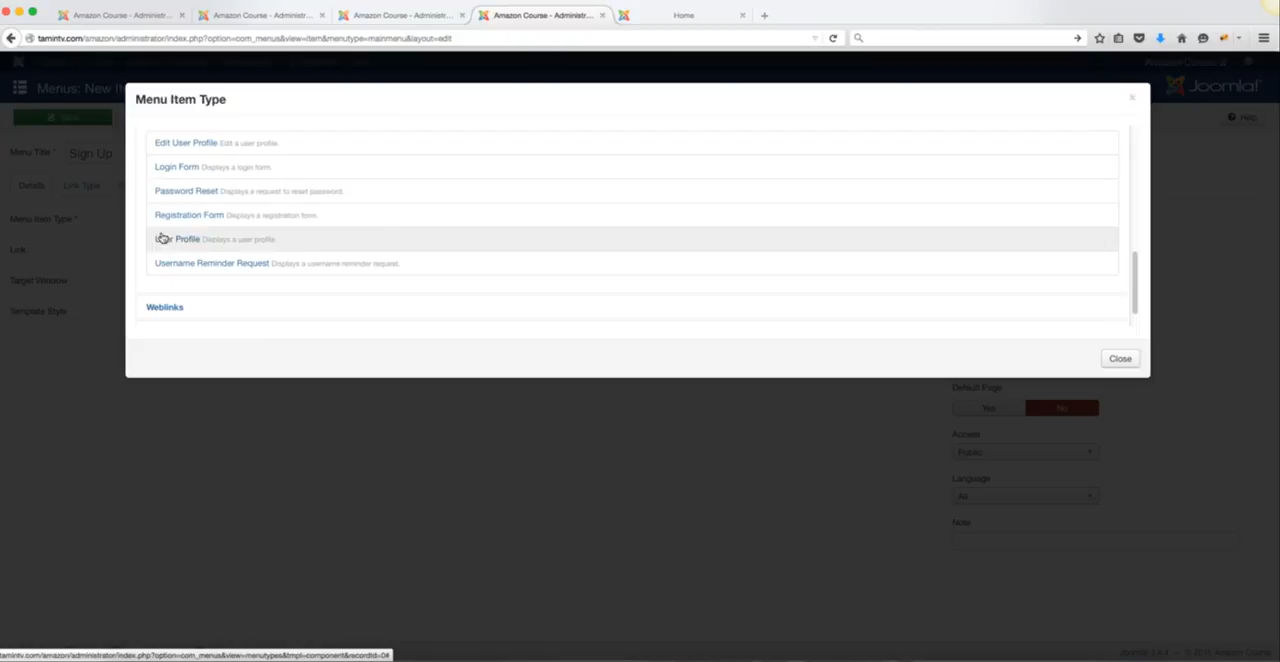 Amazon Course - Administr... Amazon Course - Administr... Amazon Course - Administr... Amazon Course - Administr... Home
tamintv.com/amazon/administrator/index.php?option=com_menus&view=item&menutype=mainmenu&layout=edit
Amazon Course
Menus: New It
Joomla!
Menu Item Type
Save
Help
Menu Title * Sign Up
Details Link Type
Menu Item Type *
Link
Target Window
Template Style
Edit User Profile Edit a user profile.
Login Form Displays a login form.
Password Reset Displays a request to reset password.
Registration Form Displays a registration form.
User Profile Displays a user profile.
Username Reminder Request Displays a username reminder request.
Weblinks
Close
Default Page
Yes No
Access
Public
Language
All
Note
tamintv.com/amazon/administrator/index.php?option=com_menus&view=menutypes&tmpl=component&recordId=0#
Joomla! 3.4.4 — © 2015 Amazon Course